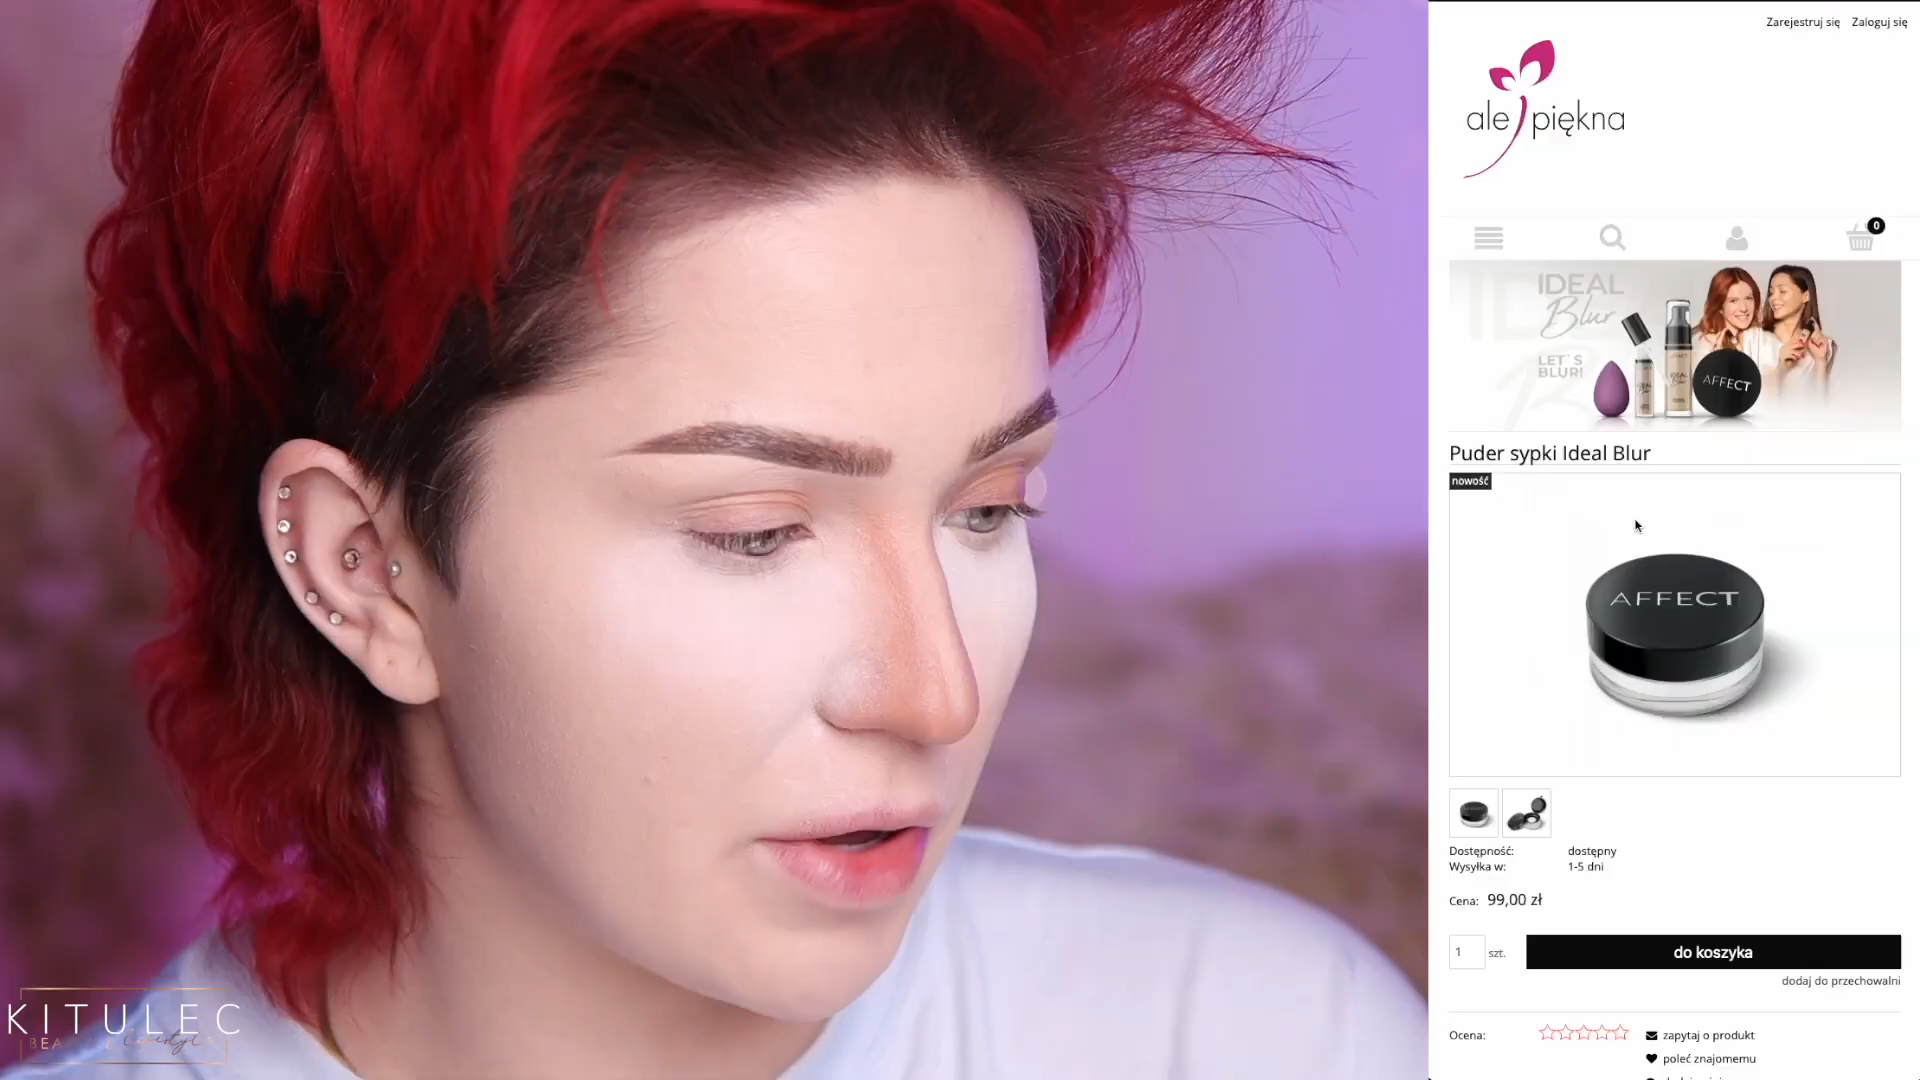 Zarejestruj się Zaloguj się
ale piękna
0
IDEAL
Blur
LET'S
BLUR!
AFFECT
Puder sypki Ideal Blur
nowość
AFFECT
Dostępność: dostępny
Wysyłka w: 1-5 dni
Cena: 99,00 zł
1 szt. do koszyka
dodaj do przechowalni
Ocena: zapytaj o produkt
poleć znajomemu
KITULEC